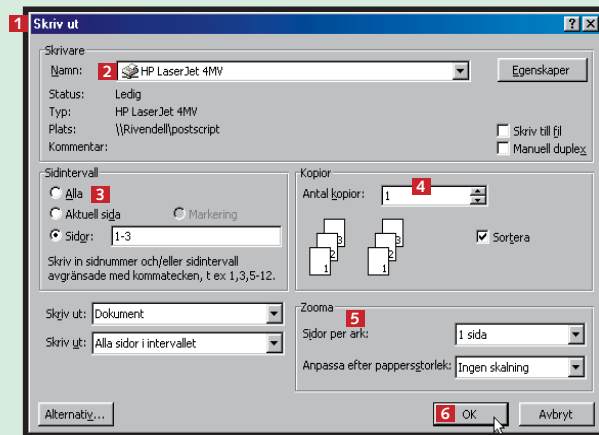 1 Skriv ut
Skrivare
Namn: 2 HP LaserJet 4MV Egenskaper
Status: Ledig
Typ: HP LaserJet 4MV
Plats: \\Rivendell\postscript
Kommentar:
Skriv till fil
Manuell duplex
Sidintervall
Alla 3
Aktuell sida Markering
Sidor: 1-3
Skriv in sidnummer och/eller sidintervall
avgränsade med kommatecken, t ex 1,3,5-12.
Kopior
Antal kopior: 4 1
3 3
2 2
1 1
Sortera
Skriv ut: Dokument
Skriv ut: Alla sidor i intervallet
Zooma
5
Sidor per ark: 1 sida
Anpassa efter pappersstorlek: Ingen skalning
Alternativ... 6 OK Avbryt